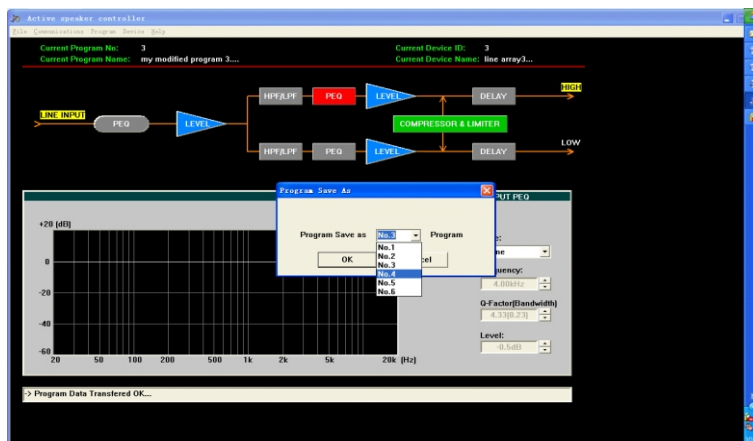 Active speaker controller
File Communications Program Device Help
Current Program No: 3
Current Device ID: 3
Current Program Name: my modified program 3....
Current Device Name: line array3...
HIGH
HPF/LPF PEQ LEVEL DELAY
LINE INPUT
PEQ LEVEL
COMPRESSOR & LIMITER
LOW
HPF/LPF PEQ LEVEL DELAY
Program Save As
PUT PEQ
+20 (dB)
Program Save as No.3 Program
No.1
No.2
No.3
No.4
No.5
No.6
OK
cel
0
-20
-40
-60
20 50 100 200 500 1k 2k 5k 20k (Hz)
e:
ne
uency:
4.00kHz
Q-Factor(Bandwidth)
4.33(0.23)
Level:
-0.5dB
-> Program Data Transfered OK...